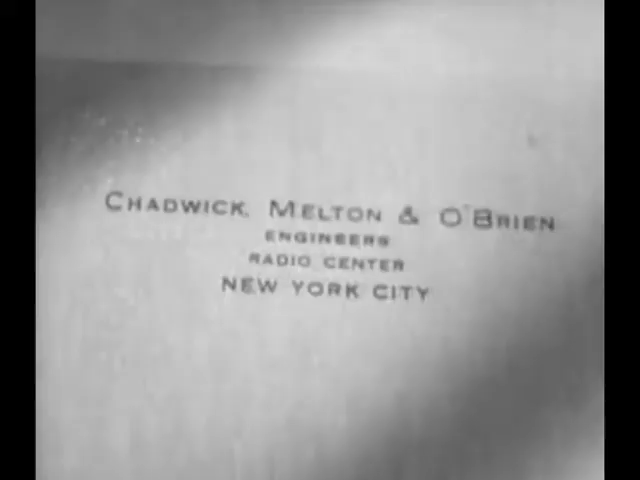 CHADWICK, MELTON & O'BRIEN
ENGINEERS
RADIO CENTER
NEW YORK CITY